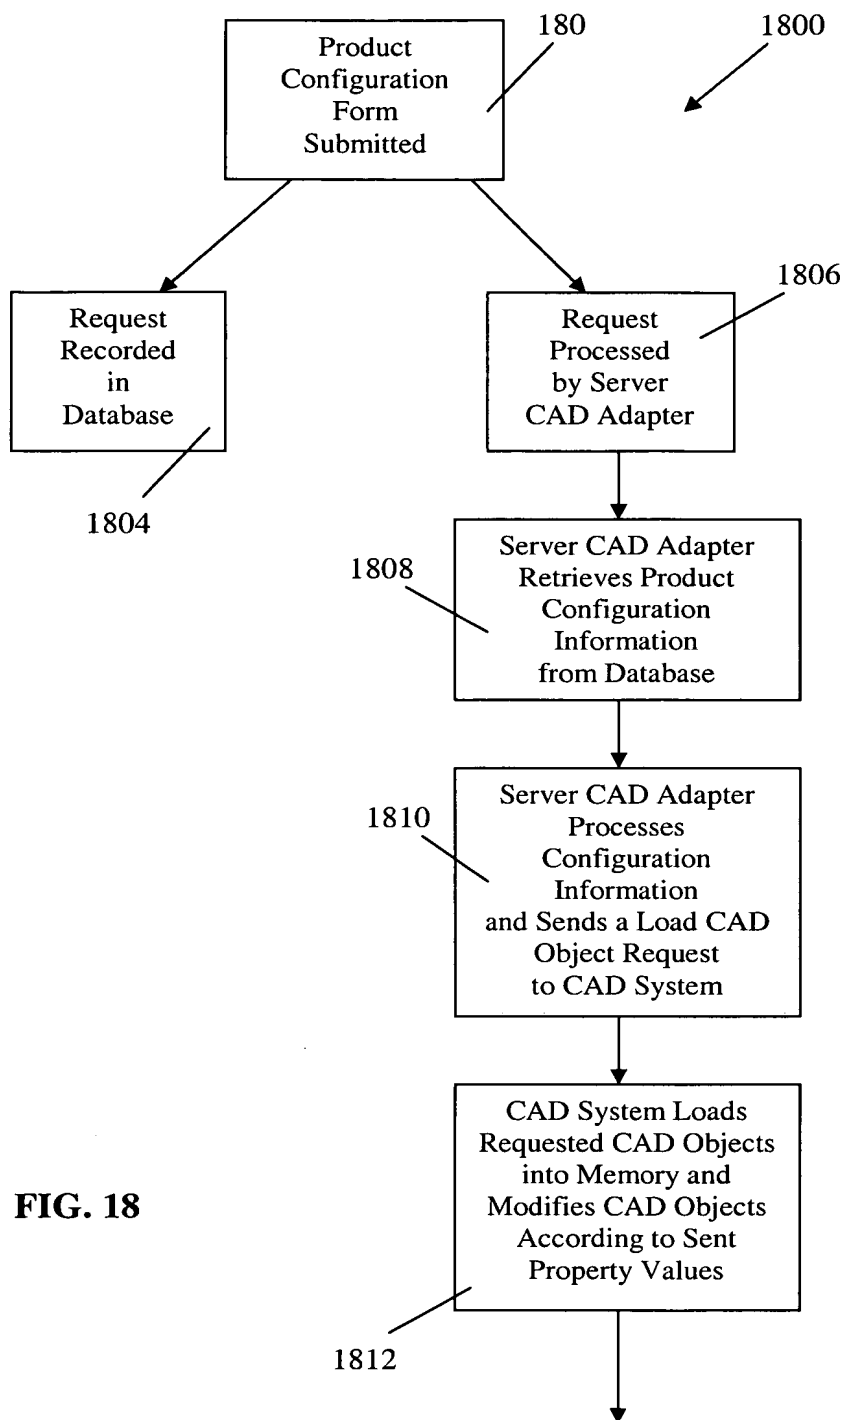 180
1800
Product
Configuration
Form
Submitted
1806
Request
Recorded
in
Database
1804
Request
Processed
by Server
CAD Adapter
1808
Server CAD Adapter
Retrieves Product
Configuration
Information
from Database
1810
Server CAD Adapter
Processes
Configuration
Information
and Sends a Load CAD
Object Request
to CAD System
CAD System Loads
Requested CAD Objects
into Memory and
Modifies CAD Objects
According to Sent
Property Values
FIG. 18
1812